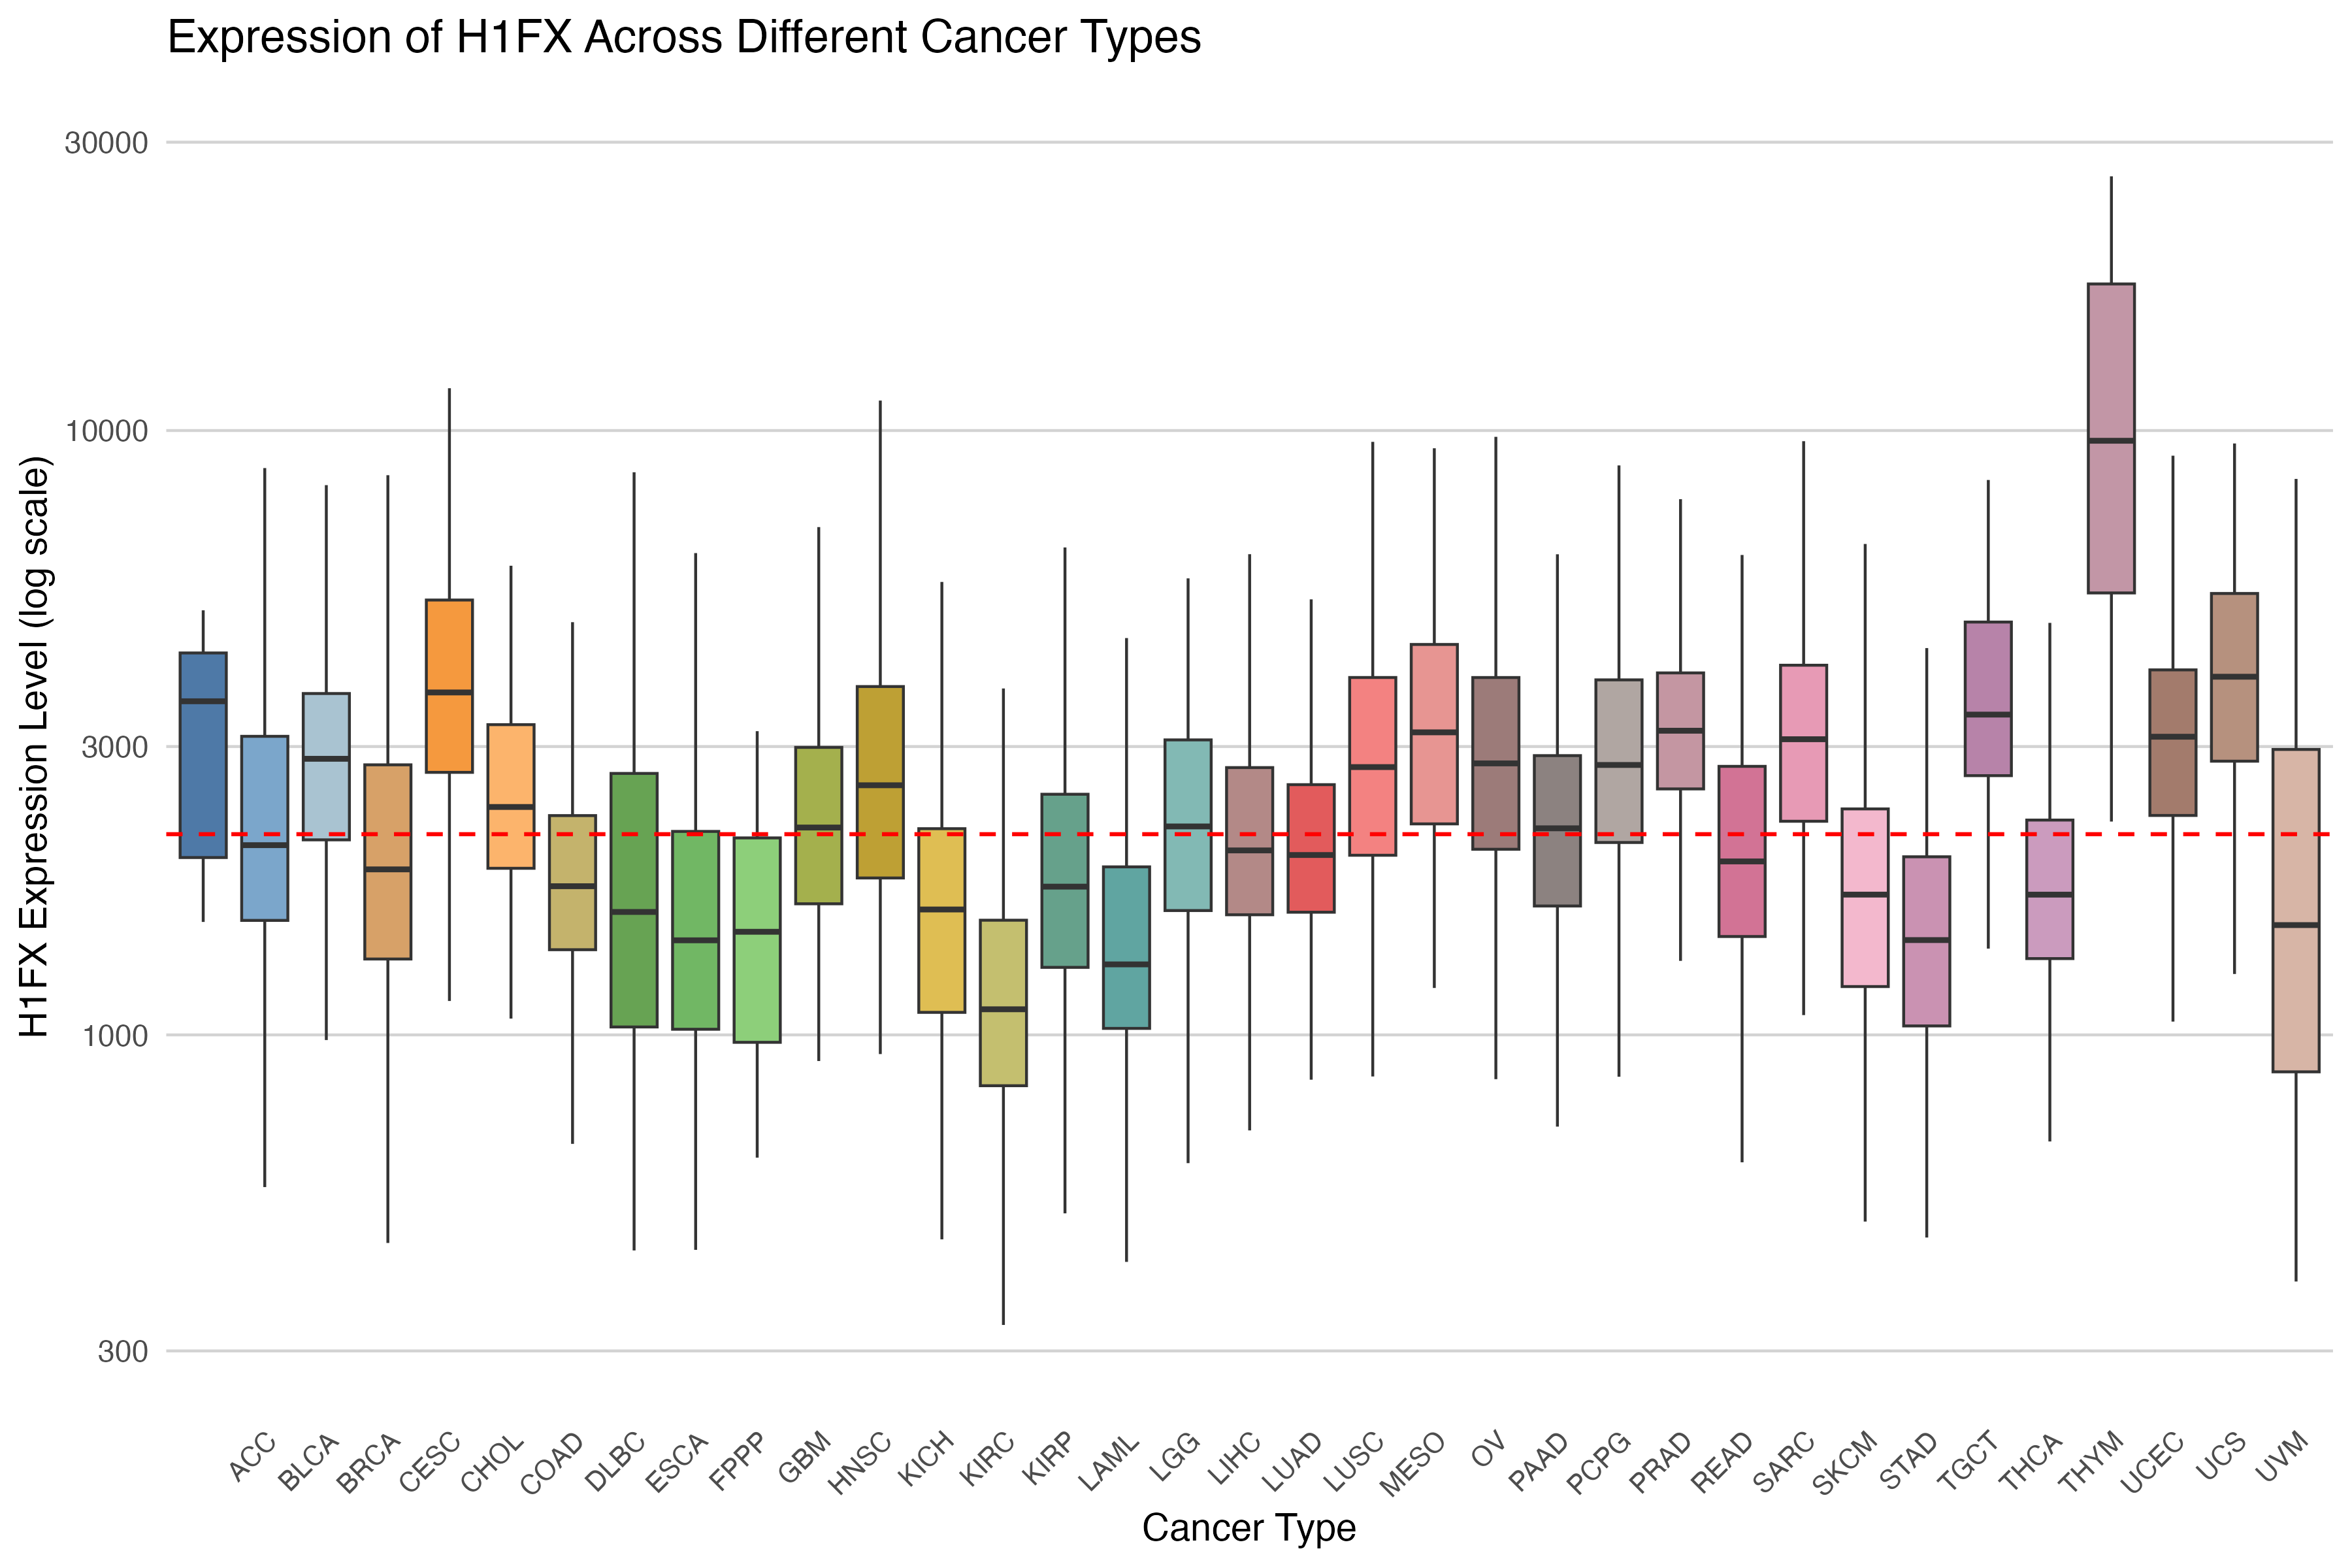 Expression of H1FX Across Different Cancer Types
H1FX Expression Level (log scale)
30000
10000
3000
1000
300
ACC
BLCA
BRCA
CESC
CHOL
COAD
DLBC
ESCA
FPPP
GBM
HNSC
KICH
KIRC
KIRP
LAML
LGG
LIHC
LUAD
LUSC
MESO
OV
PAAD
PCPG
PRAD
READ
SARC
SKCM
STAD
TGCT
THCA
THYM
UCEC
UCS
UVM
Cancer Type